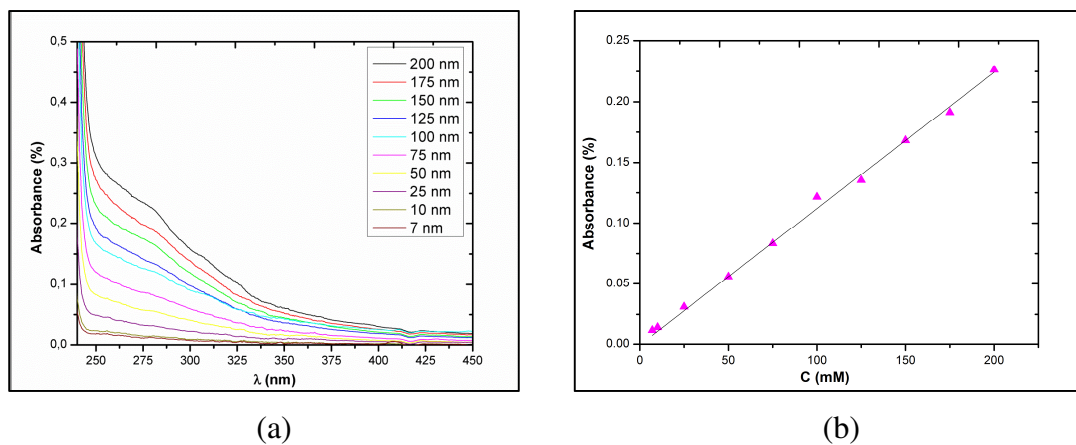 0,5
0,4
0,3
0,2
0,1
0,0
Absorbance (%)
250 275 300 325 350 375 400 425 450
λ (nm)
200 nm
175 nm
150 nm
125 nm
100 nm
75 nm
50 nm
25 nm
10 nm
7 nm
(a)
0.25
0.20
0.15
0.10
0.05
0.00
Absorbance (%)
0 50 100 150 200
C (mM)
(b)